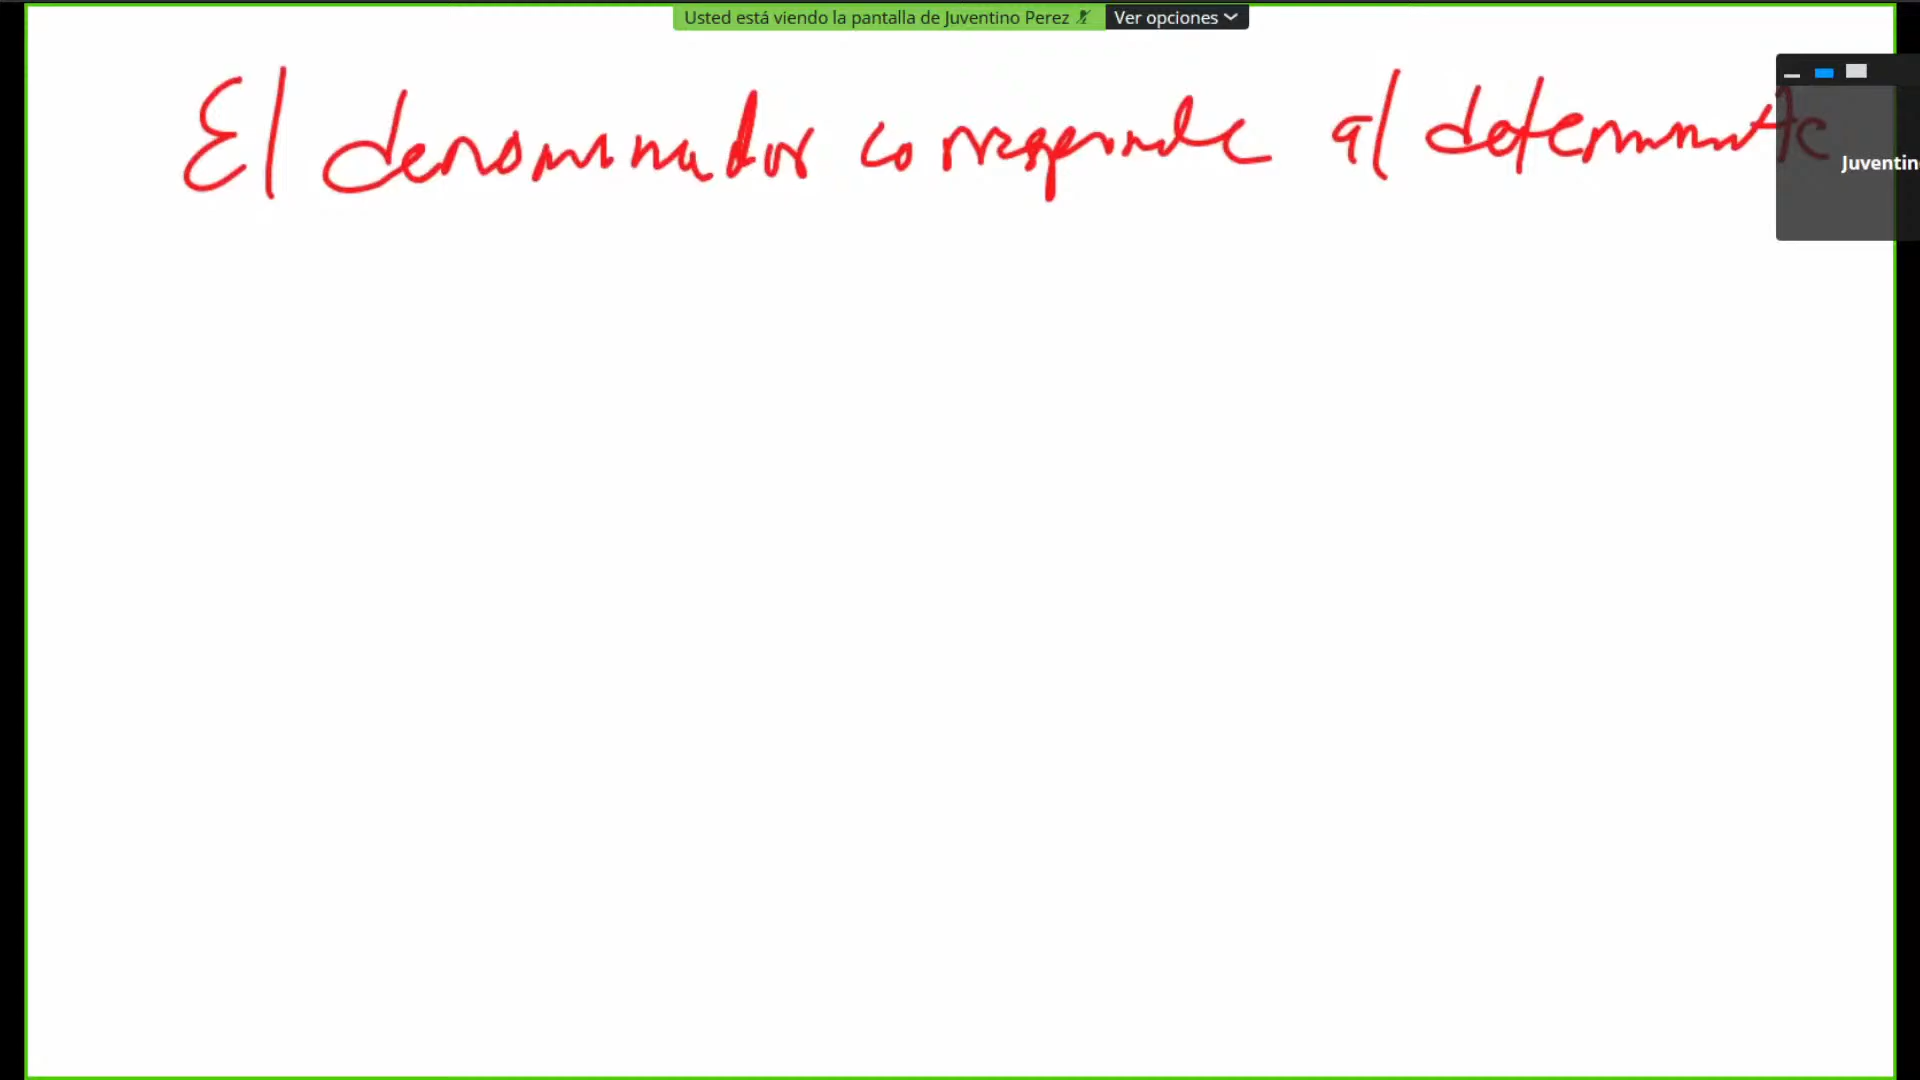 Usted está viendo la pantalla de Juventino Perez Ver opciones
El denominador corresponde al determinante
Juventin